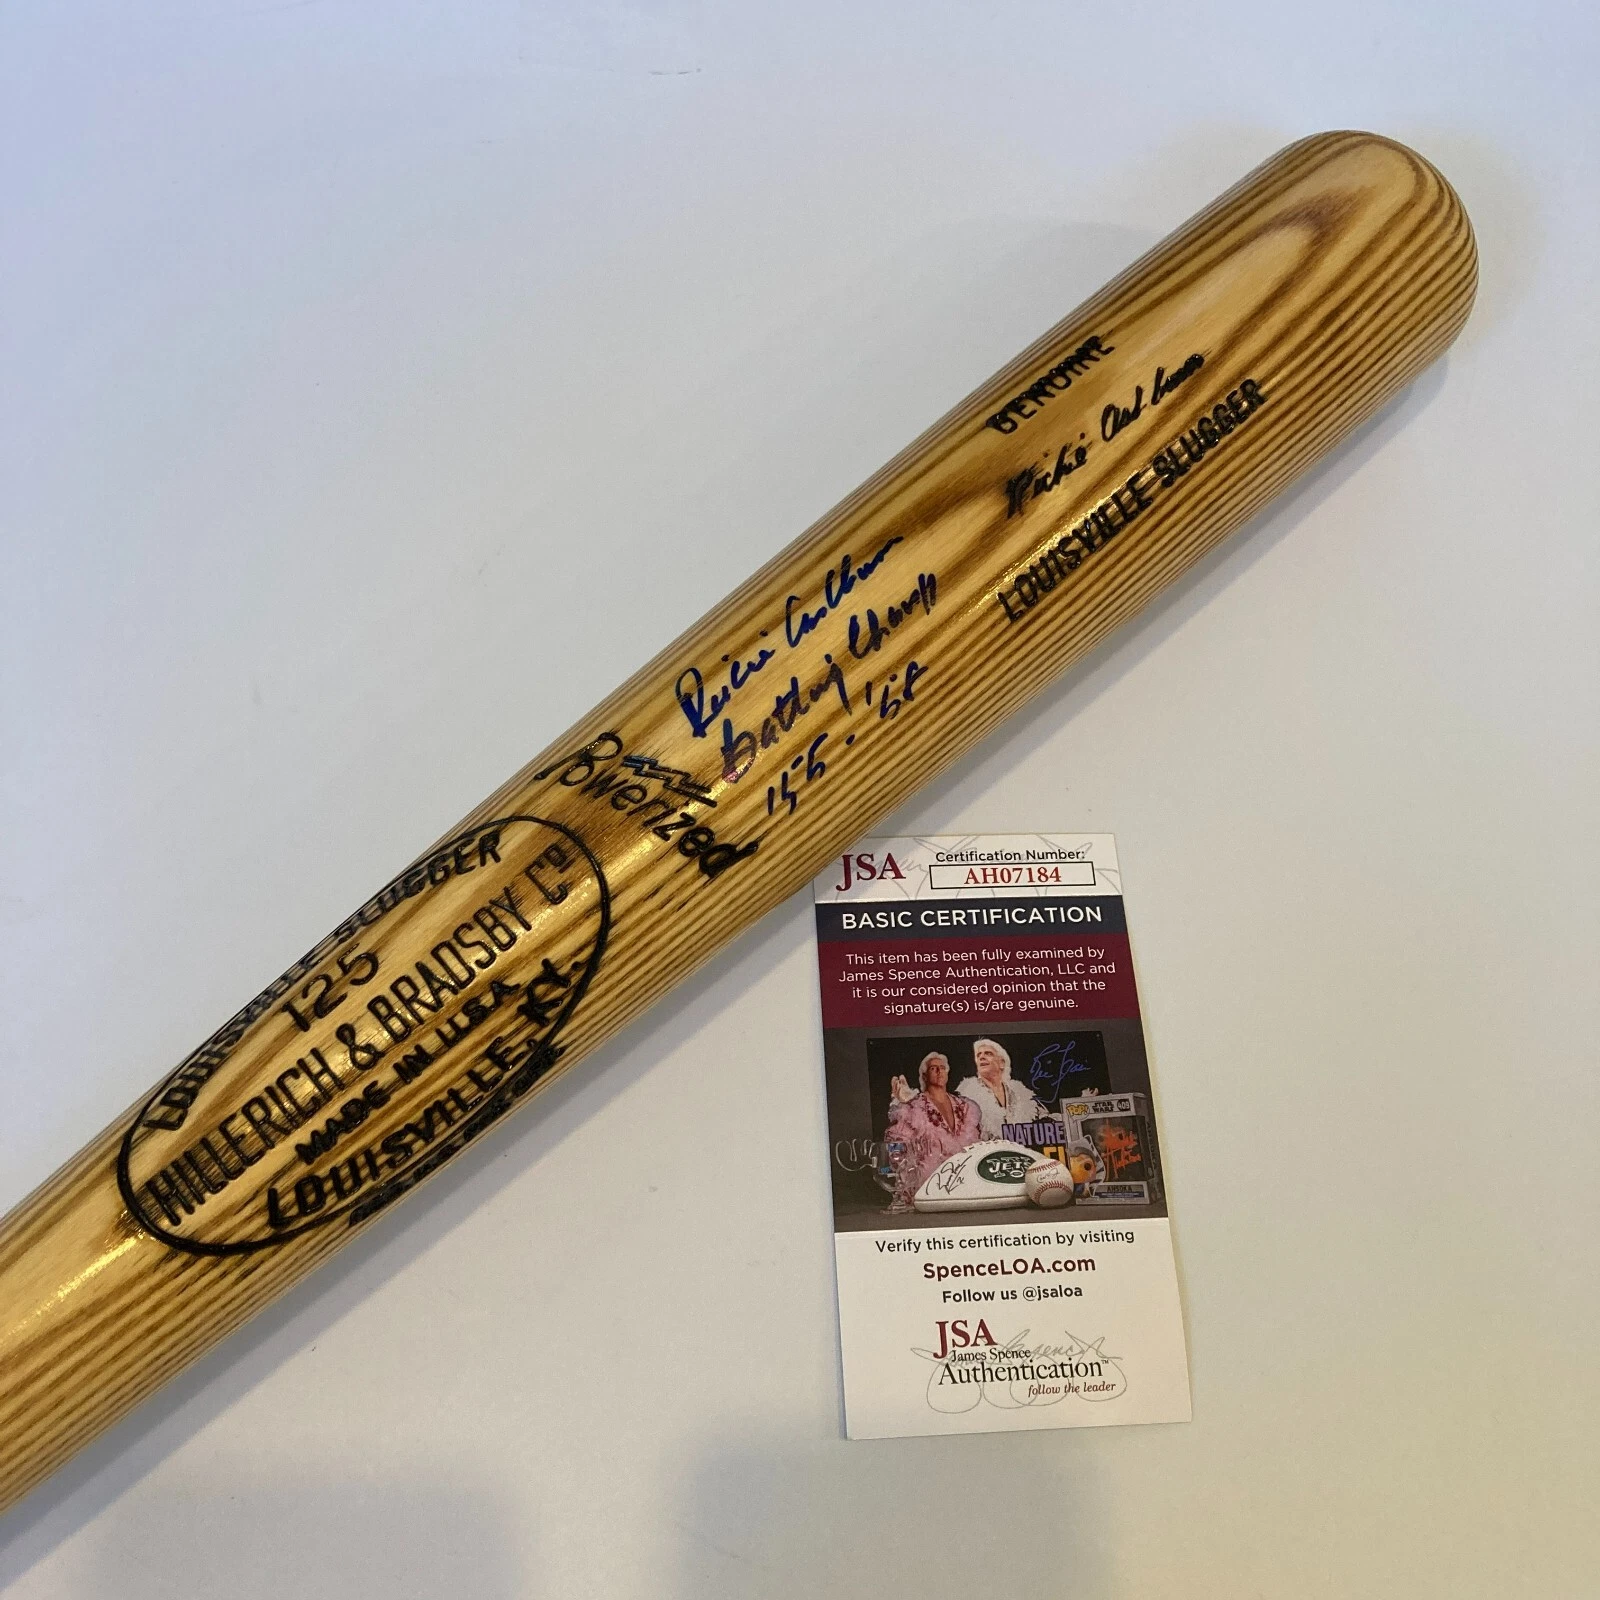 GENUINE
Richie Ashburn
LOUISVILLE SLUGGER
Richie Ashburn
Batting Champ
'55 - '58
Powerized
LOUISVILLE SLUGGER
125
HILLERICH & BRADSBY Cº
MADE IN U.S.A.
LOUISVILLE, KY.
JSA
Certification Number:
AH07184
BASIC CERTIFICATION
This item has been fully examined by
James Spence Authentication, LLC and
it is our considered opinion that the
signature(s) is/are genuine.
NATURE
JETS
STAR
WARS
Verify this certification by visiting
SpenceLOA.com
Follow us @jsaloa
JSA
James Spence
Authentication™
follow the leader